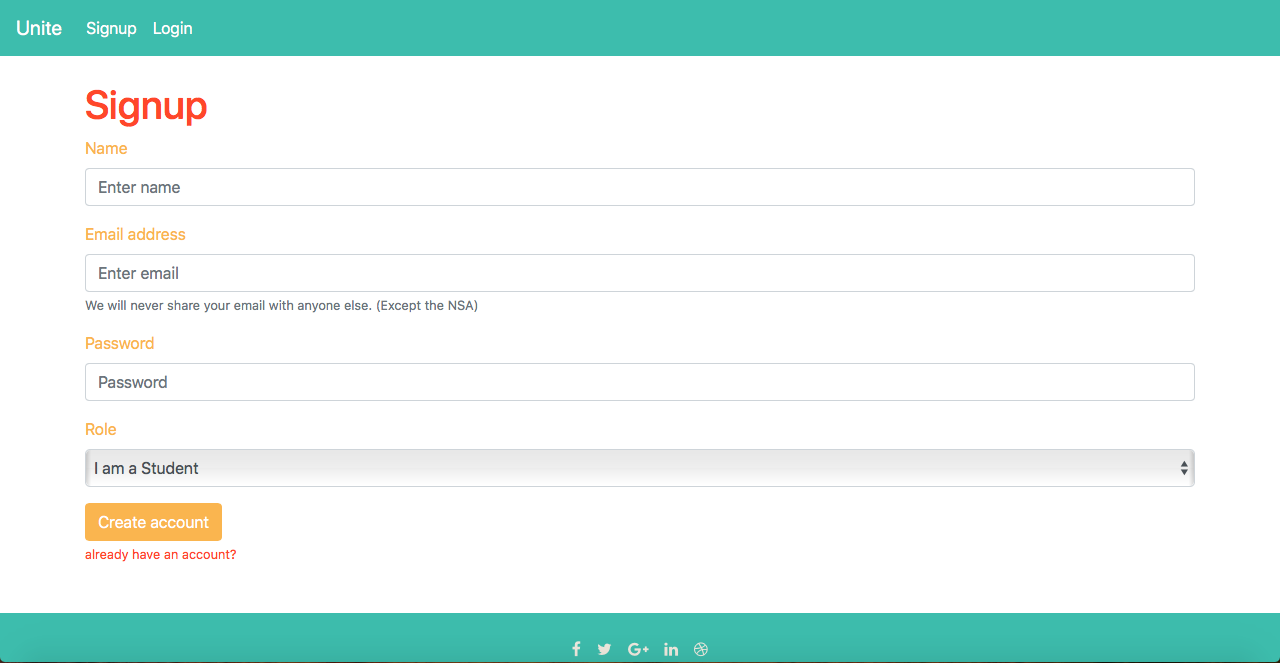 Unite Signup Login
Signup
Name
Enter name
Email address
Enter email
We will never share your email with anyone else. (Except the NSA)
Password
Password
Role
I am a Student
Create account
already have an account?
G+ in